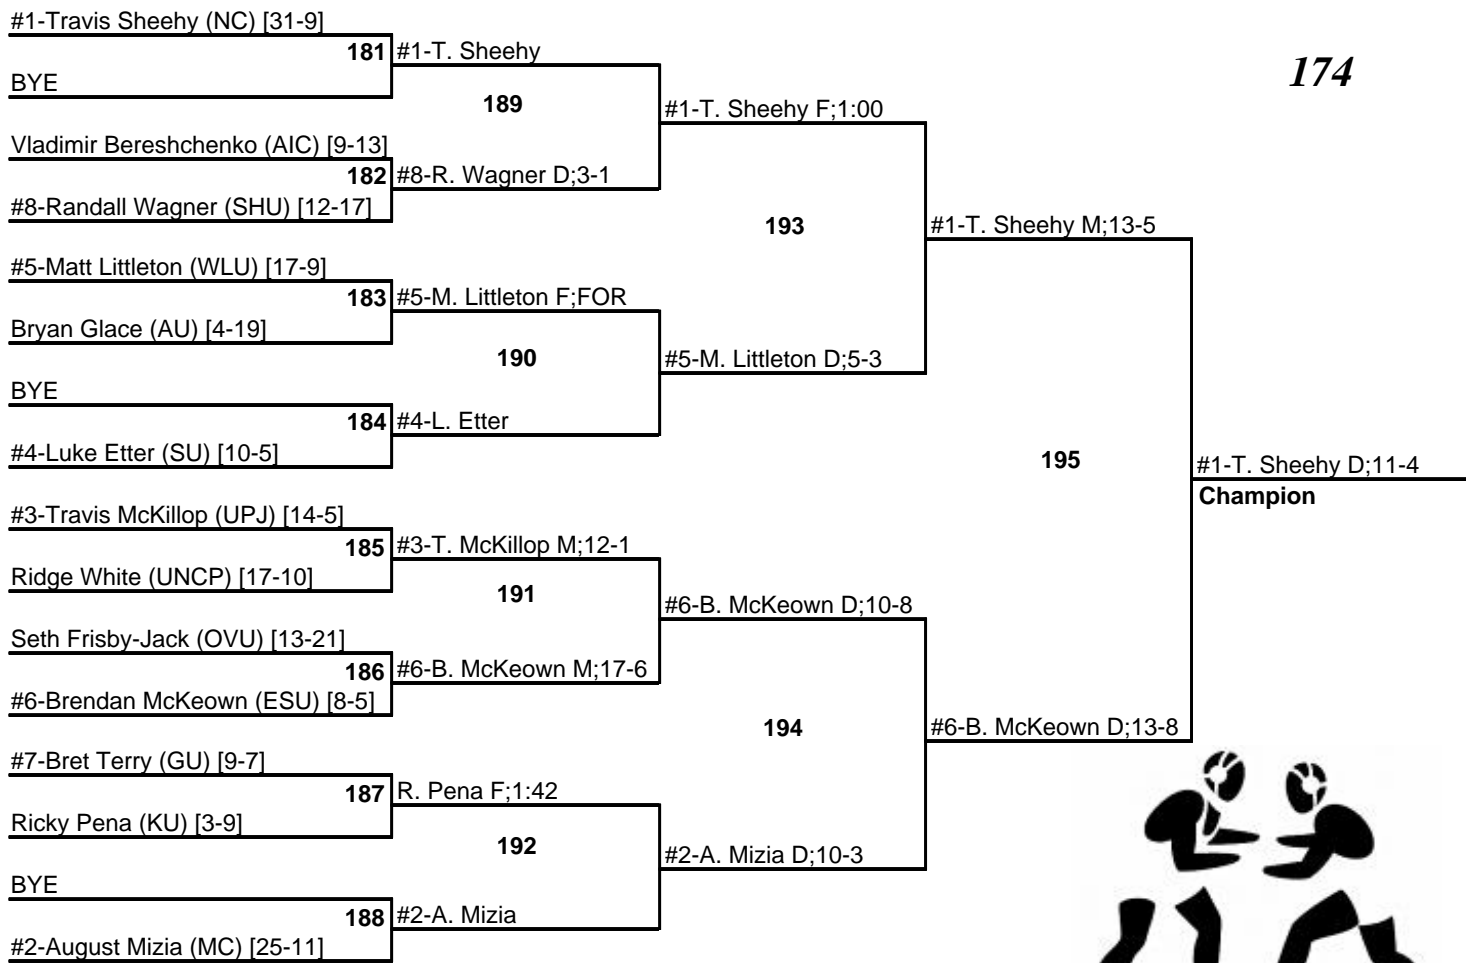 #1-Travis Sheehy (NC) [31-9]
181 #1-T. Sheehy
174
BYE
189
#1-T. Sheehy F;1:00
Vladimir Bereshchenko (AIC) [9-13]
182 #8-R. Wagner D;3-1
#8-Randall Wagner (SHU) [12-17]
193
#1-T. Sheehy M;13-5
#5-Matt Littleton (WLU) [17-9]
183 #5-M. Littleton F;FOR
Bryan Glace (AU) [4-19]
190
#5-M. Littleton D;5-3
BYE
184 #4-L. Etter
#4-Luke Etter (SU) [10-5]
195
#1-T. Sheehy D;11-4
Champion
#3-Travis McKillop (UPJ) [14-5]
185 #3-T. McKillop M;12-1
Ridge White (UNCP) [17-10]
191
#6-B. McKeown D;10-8
Seth Frisby-Jack (OVU) [13-21]
186 #6-B. McKeown M;17-6
#6-Brendan McKeown (ESU) [8-5]
194
#6-B. McKeown D;13-8
#7-Bret Terry (GU) [9-7]
187 R. Pena F;1:42
Ricky Pena (KU) [3-9]
192
#2-A. Mizia D;10-3
BYE
188 #2-A. Mizia
#2-August Mizia (MC) [25-11]